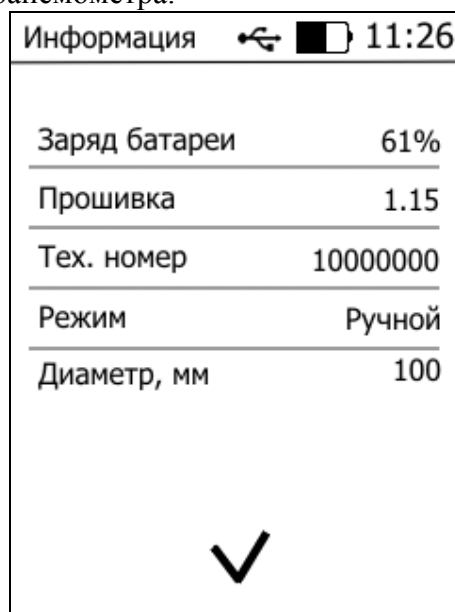 Информация 11:26
Заряд батареи 61%
Прошивка 1.15
Тех. номер 10000000
Режим Ручной
Диаметр, мм 100